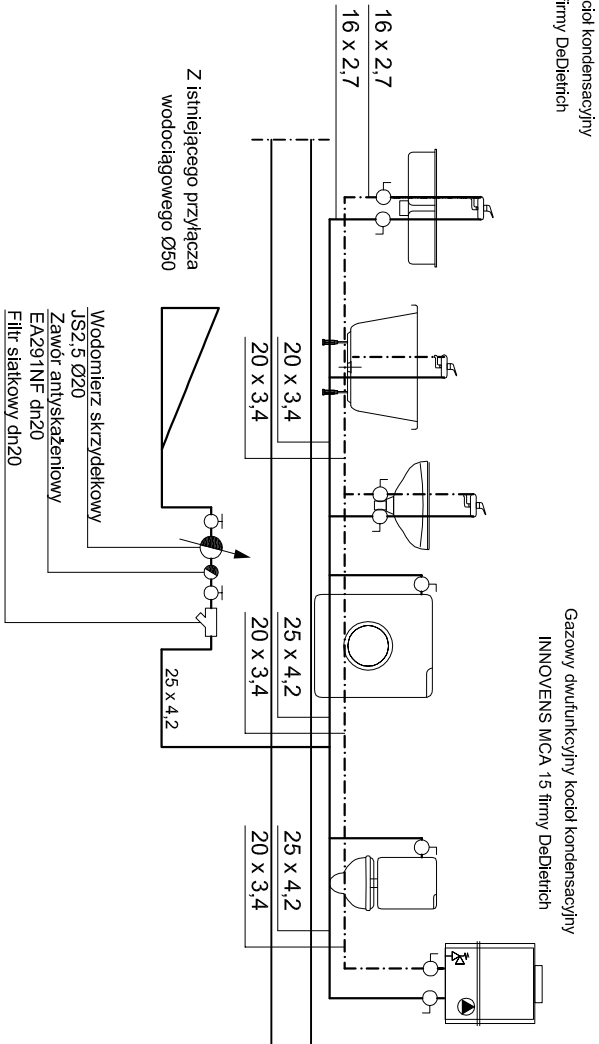 cioł kondensacyjny
firmy DeDietrich
16 x 2,7
16 x 2,7
Z istniejącego przyłącza
wodociągowego Ø50
20 x 3,4
20 x 3,4
Wodomierz skrzydełkowy
JS2,5 Ø20
Zawór antyskażeniowy
EA291NF dn20
Filtr siatkowy dn20
25 x 4,2
20 x 3,4
25 x 4,2
Gazowy dwufunkcyjny kocioł kondensacyjny
INNOVENS MCA 15 firmy DeDietrich
25 x 4,2
20 x 3,4